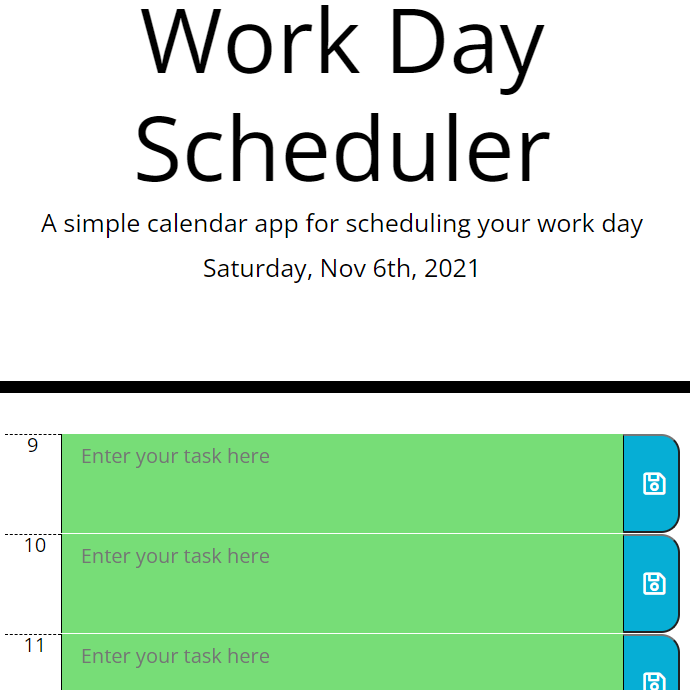 Work Day
Scheduler
A simple calendar app for scheduling your work day
Saturday, Nov 6th, 2021
9
Enter your task here
10
Enter your task here
11
Enter your task here